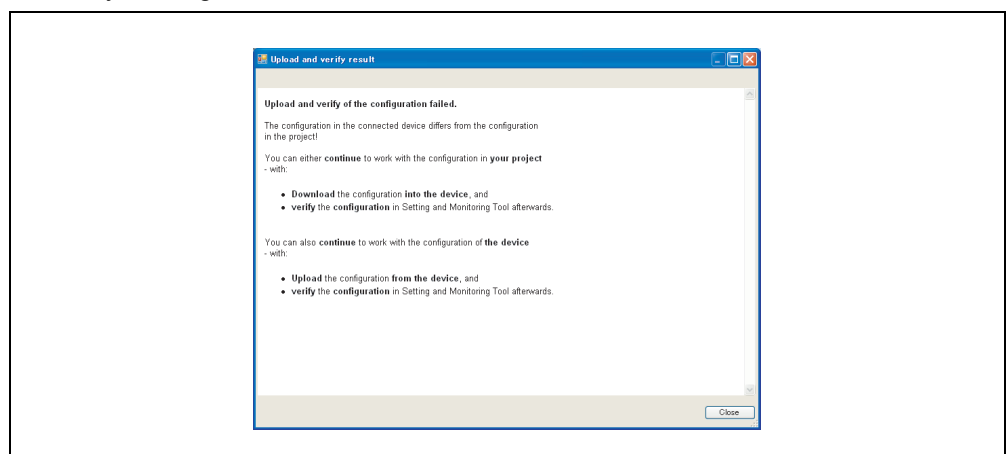 Upload and verify result
Upload and verify of the configuration failed.
The configuration in the connected device differs from the configuration
in the project!
You can either continue to work with the configuration in your project
- with:
• Download the configuration into the device, and
• verify the configuration in Setting and Monitoring Tool afterwards.
You can also continue to work with the configuration of the device
- with:
• Upload the configuration from the device, and
• verify the configuration in Setting and Monitoring Tool afterwards.
Close